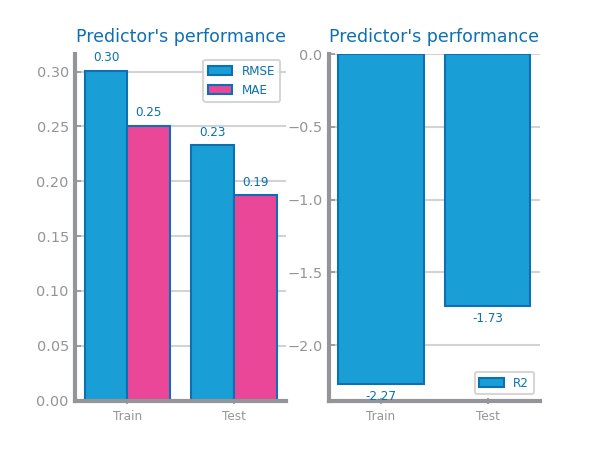 Predictor's performance
0.30
0.25
0.20
0.15
0.10
0.05
0.00
0.30
0.25
0.23
0.19
RMSE
MAE
Train
Test
Predictor's performance
0.0
−0.5
−1.0
−1.5
−2.0
-2.27
-1.73
R2
Train
Test